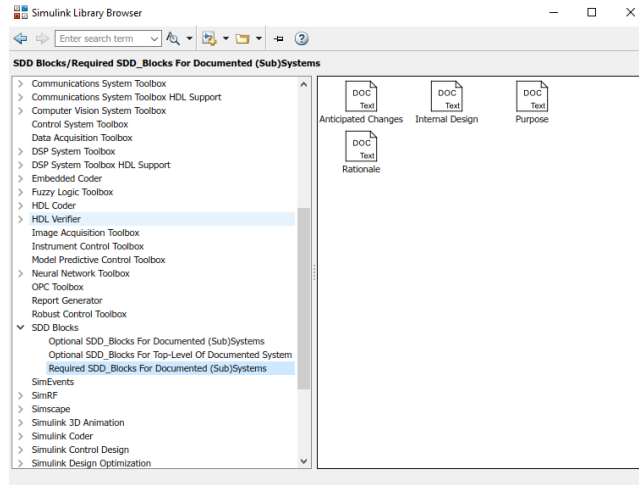 Simulink Library Browser
Enter search term
SDD Blocks/Required SDD_Blocks For Documented (Sub)Systems
Communications System Toolbox
Communications System Toolbox HDL Support
Computer Vision System Toolbox
Control System Toolbox
Data Acquisition Toolbox
DSP System Toolbox
DSP System Toolbox HDL Support
Embedded Coder
Fuzzy Logic Toolbox
HDL Coder
HDL Verifier
Image Acquisition Toolbox
Instrument Control Toolbox
Model Predictive Control Toolbox
Neural Network Toolbox
OPC Toolbox
Report Generator
Robust Control Toolbox
SDD Blocks
Optional SDD_Blocks For Documented (Sub)Systems
Optional SDD_Blocks For Top-Level Of Documented System
Required SDD_Blocks For Documented (Sub)Systems
SimEvents
SimRF
Simscape
Simulink 3D Animation
Simulink Coder
Simulink Control Design
Simulink Design Optimization
DOC
Text
Anticipated Changes
DOC
Text
Internal Design
DOC
Text
Purpose
DOC
Text
Rationale